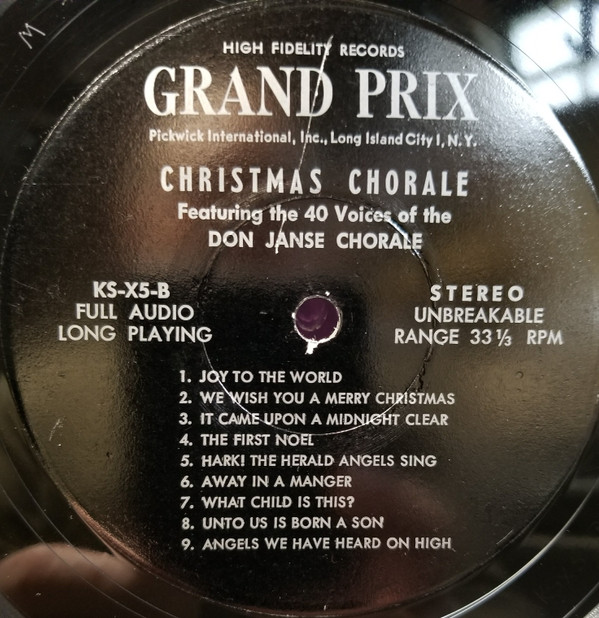 M
HIGH FIDELITY RECORDS
GRAND PRIX
Pickwick International, Inc., Long Island City 1, N.Y.
CHRISTMAS CHORALE
Featuring the 40 Voices of the
DON JANSE CHORALE
KS-X5-B
FULL AUDIO
LONG PLAYING
STEREO
UNBREAKABLE
RANGE 33⅓ RPM
1. JOY TO THE WORLD
2. WE WISH YOU A MERRY CHRISTMAS
3. IT CAME UPON A MIDNIGHT CLEAR
4. THE FIRST NOEL
5. HARK! THE HERALD ANGELS SING
6. AWAY IN A MANGER
7. WHAT CHILD IS THIS?
8. UNTO US IS BORN A SON
9. ANGELS WE HAVE HEARD ON HIGH